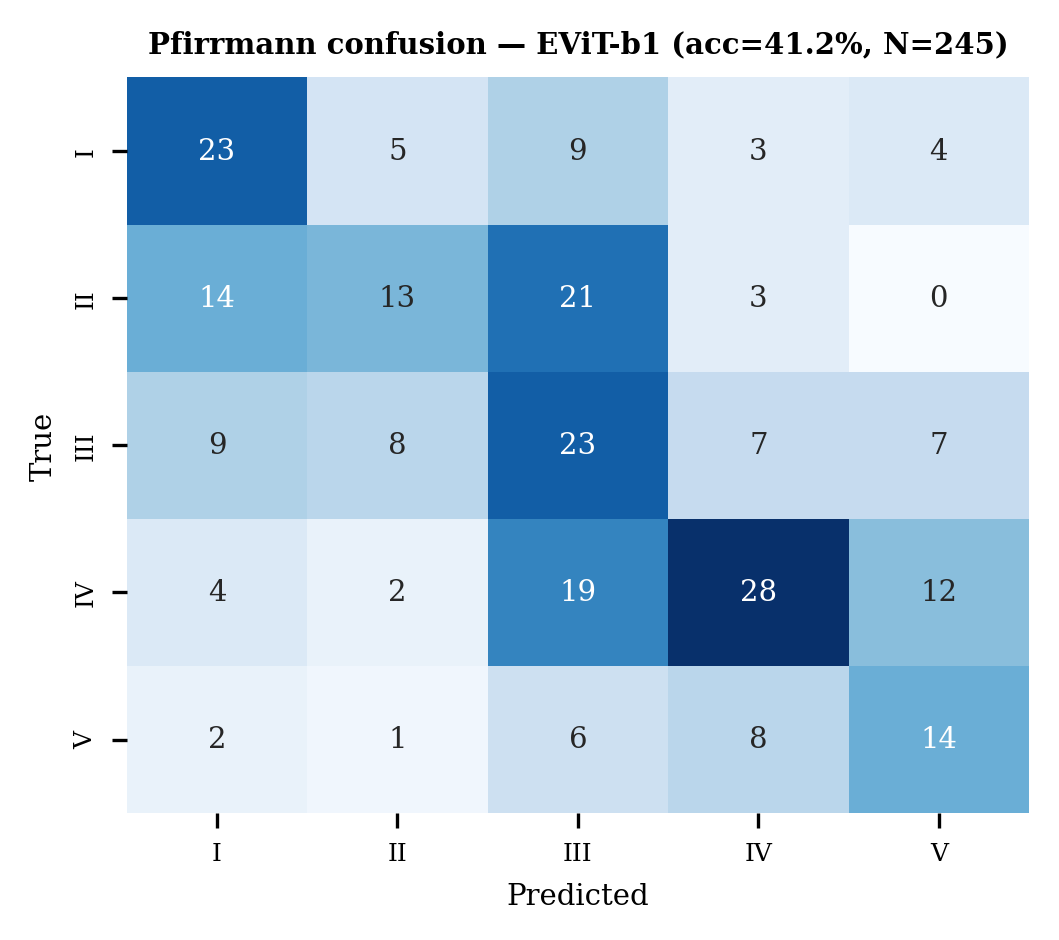 Pfirrmann confusion — EViT-b1 (acc=41.2%, N=245)
I 23 5 9 3 4
II 14 13 21 3 0
III 9 8 23 7 7
IV 4 2 19 28 12
V 2 1 6 8 14
True
I II III IV V
Predicted